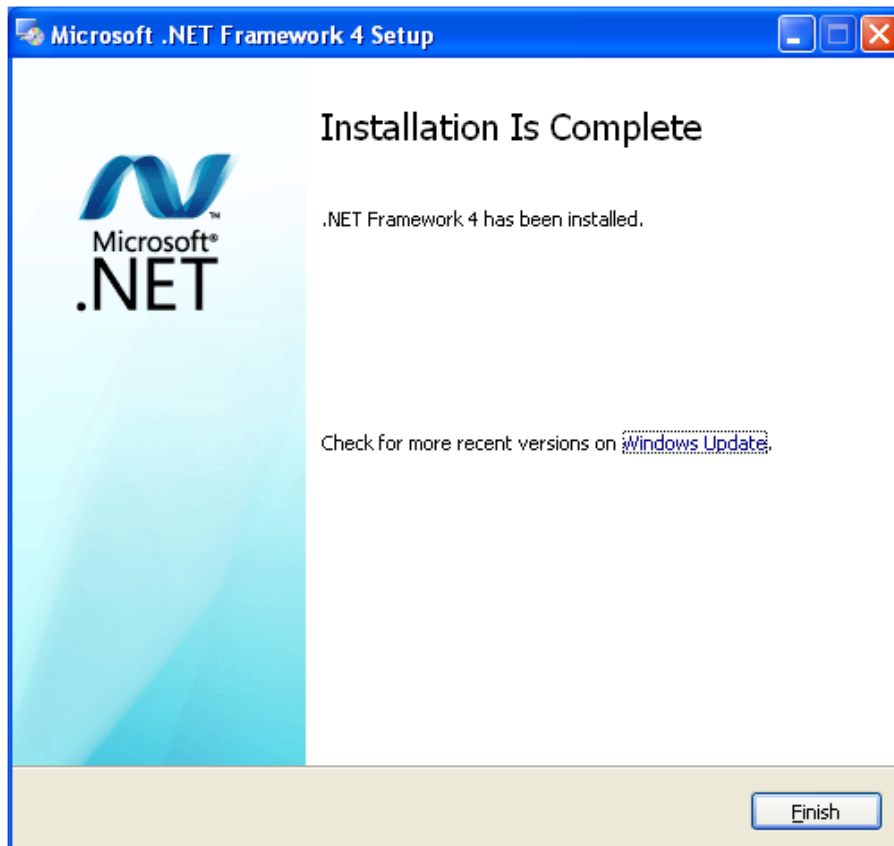 Microsoft .NET Framework 4 Setup
Installation Is Complete
.NET Framework 4 has been installed.
Microsoft®
.NET
™
Check for more recent versions on Windows Update.
Finish